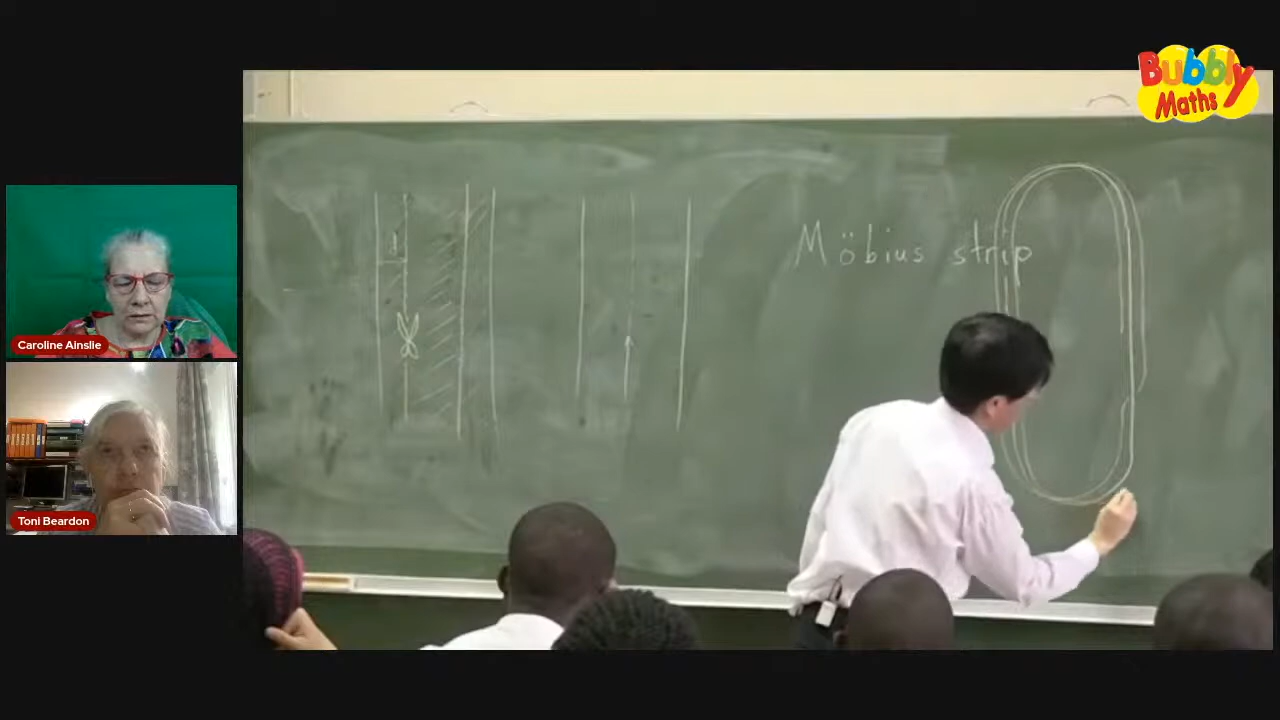 Bubbly
Maths
d
Möbius strip
Caroline Ainslie
Toni Beardon